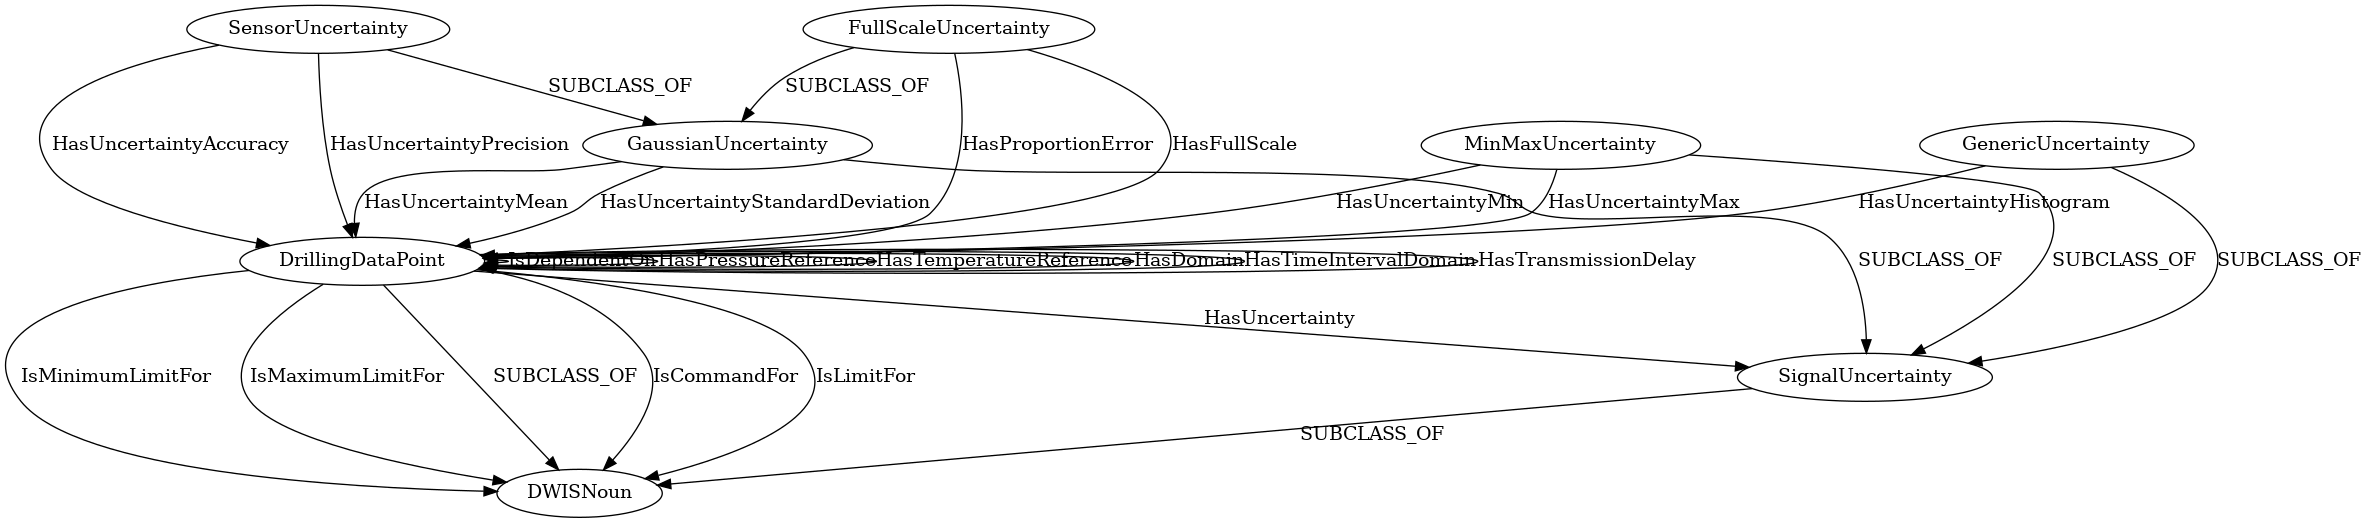 SensorUncertainty
FullScaleUncertainty
SUBCLASS_OF
SUBCLASS_OF
HasUncertaintyAccuracy
HasUncertaintyPrecision
GaussianUncertainty
HasProportionError
HasFullScale
MinMaxUncertainty
GenericUncertainty
HasUncertaintyMean
HasUncertaintyStandardDeviation
HasUncertaintyMin
HasUncertaintyMax
HasUncertaintyHistogram
DrillingDataPoint
IsDependentOn
HasPressureReference
HasTemperatureReference
HasDomain
HasTimeIntervalDomain
HasTransmissionDelay
SUBCLASS_OF
SUBCLASS_OF
SUBCLASS_OF
HasUncertainty
IsMinimumLimitFor
IsMaximumLimitFor
SUBCLASS_OF
IsCommandFor
IsLimitFor
SignalUncertainty
SUBCLASS_OF
DWISNoun